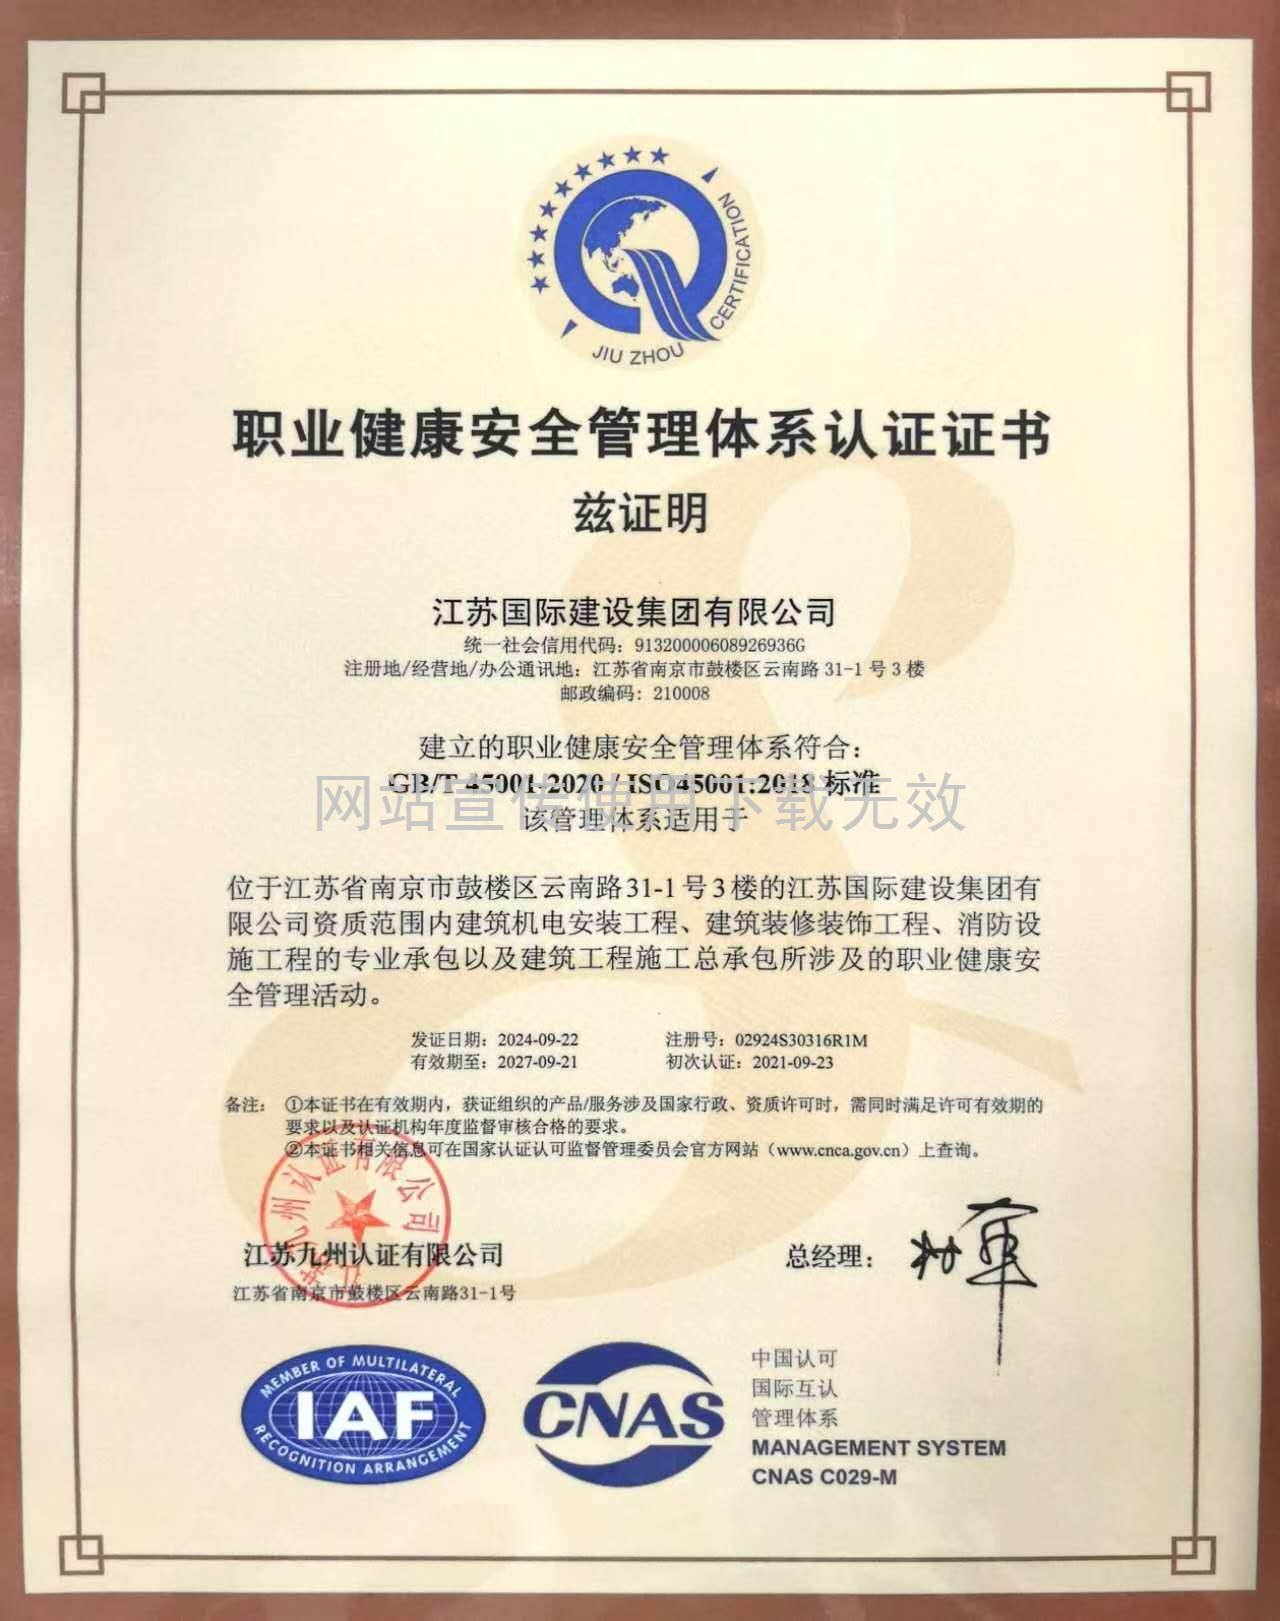 JIU ZHOU CERTIFICATION
职业健康安全管理体系认证证书
兹证明
江苏国际建设集团有限公司
统一社会信用代码：91320000608926936G
注册地/经营地/办公通讯地：江苏省南京市鼓楼区云南路 31-1 号 3 楼
邮政编码：210008
建立的职业健康安全管理体系符合：
GB/T 45001-2020 / ISO45001:2018 标准
网站宣传使用下载无效
该管理体系适用于
位于江苏省南京市鼓楼区云南路31-1号3楼的江苏国际建设集团有
限公司资质范围内建筑机电安装工程、建筑装修装饰工程、消防设
施工程的专业承包以及建筑工程施工总承包所涉及的职业健康安
全管理活动。
发证日期：2024-09-22 注册号：02924S30316R1M
有效期至：2027-09-21 初次认证：2021-09-23
备注：①本证书在有效期内，获证组织的产品/服务涉及国家行政、资质许可时，需同时满足许可有效期的
要求以及认证机构年度监督审核合格的要求。
②本证书相关信息可在国家认证认可监督管理委员会官方网站（www.cnca.gov.cn）上查询。
江苏九州认证有限公司
江苏九州认证有限公司 总经理：
江苏省南京市鼓楼区云南路31-1号
MEMBER OF MULTILATERAL
IAF
RECOGNITION ARRANGEMENT
CNAS
中国认可
国际互认
管理体系
MANAGEMENT SYSTEM
CNAS C029-M